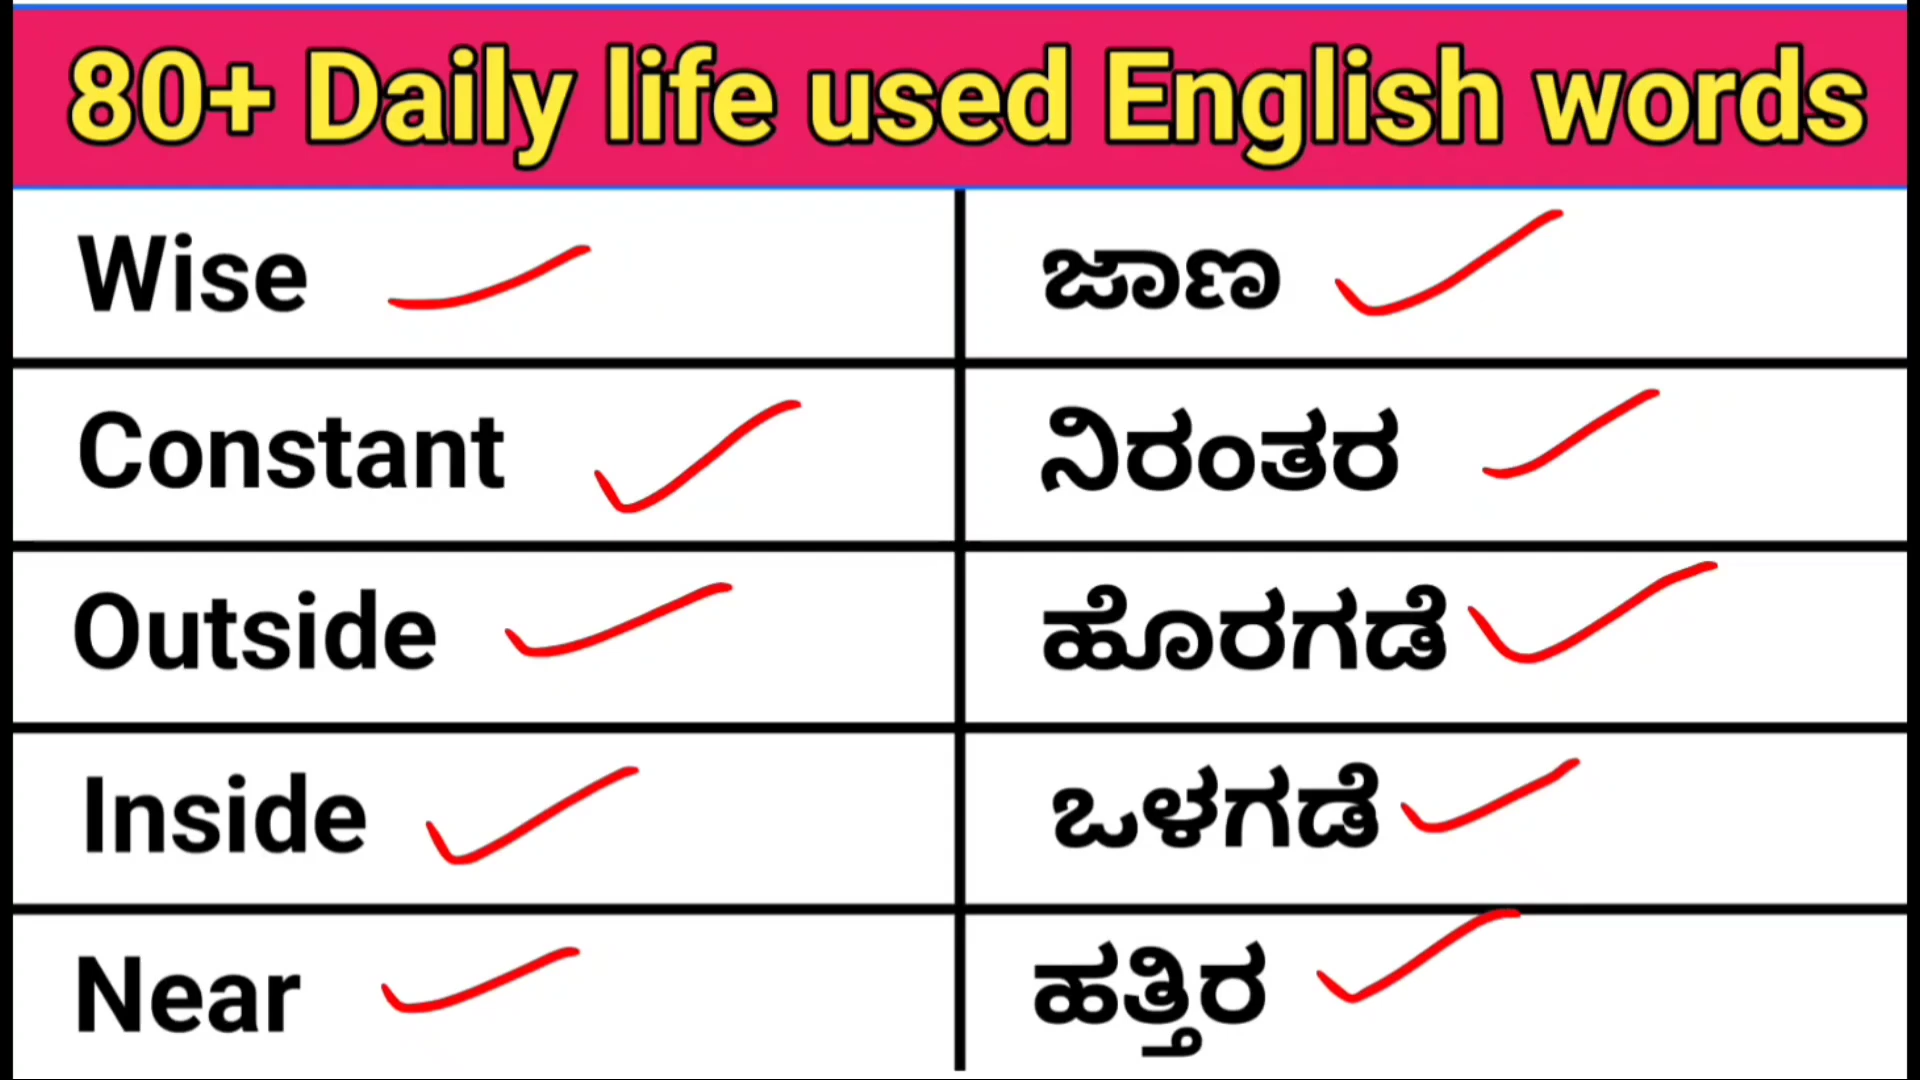 80+ Daily life used English words
Wise ಜಾಣ
Constant ನಿರಂತರ
Outside ಹೊರಗಡೆ
Inside ಒಳಗಡೆ
Near ಹತ್ತಿರ